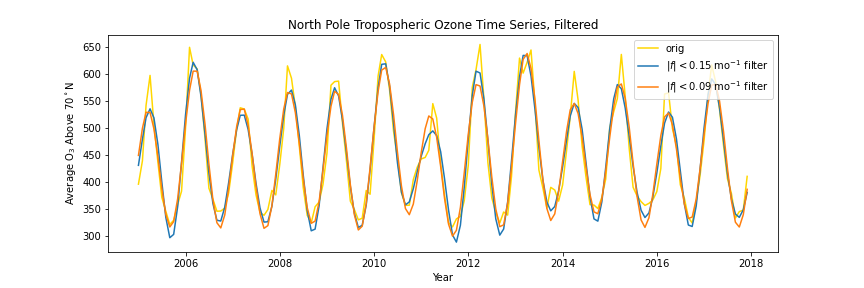 North Pole Tropospheric Ozone Time Series, Filtered
orig
|f| < 0.15 mo⁻¹ filter
|f| < 0.09 mo⁻¹ filter
Average O₃ Above 70°N
650
600
550
500
450
400
350
300
2006 2008 2010 2012 2014 2016 2018
Year